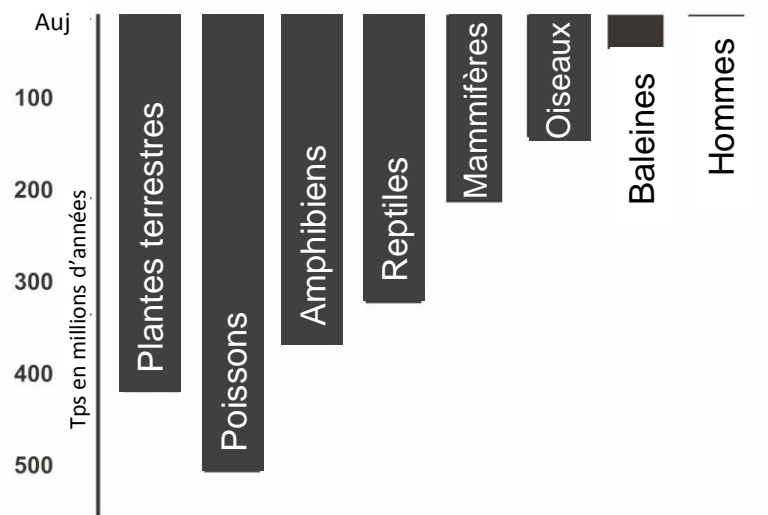 Auj
100
200
300
400
500
Tps en millions d’années
Plantes terrestres
Poissons
Amphibiens
Reptiles
Mammifères
Oiseaux
Baleines
Hommes